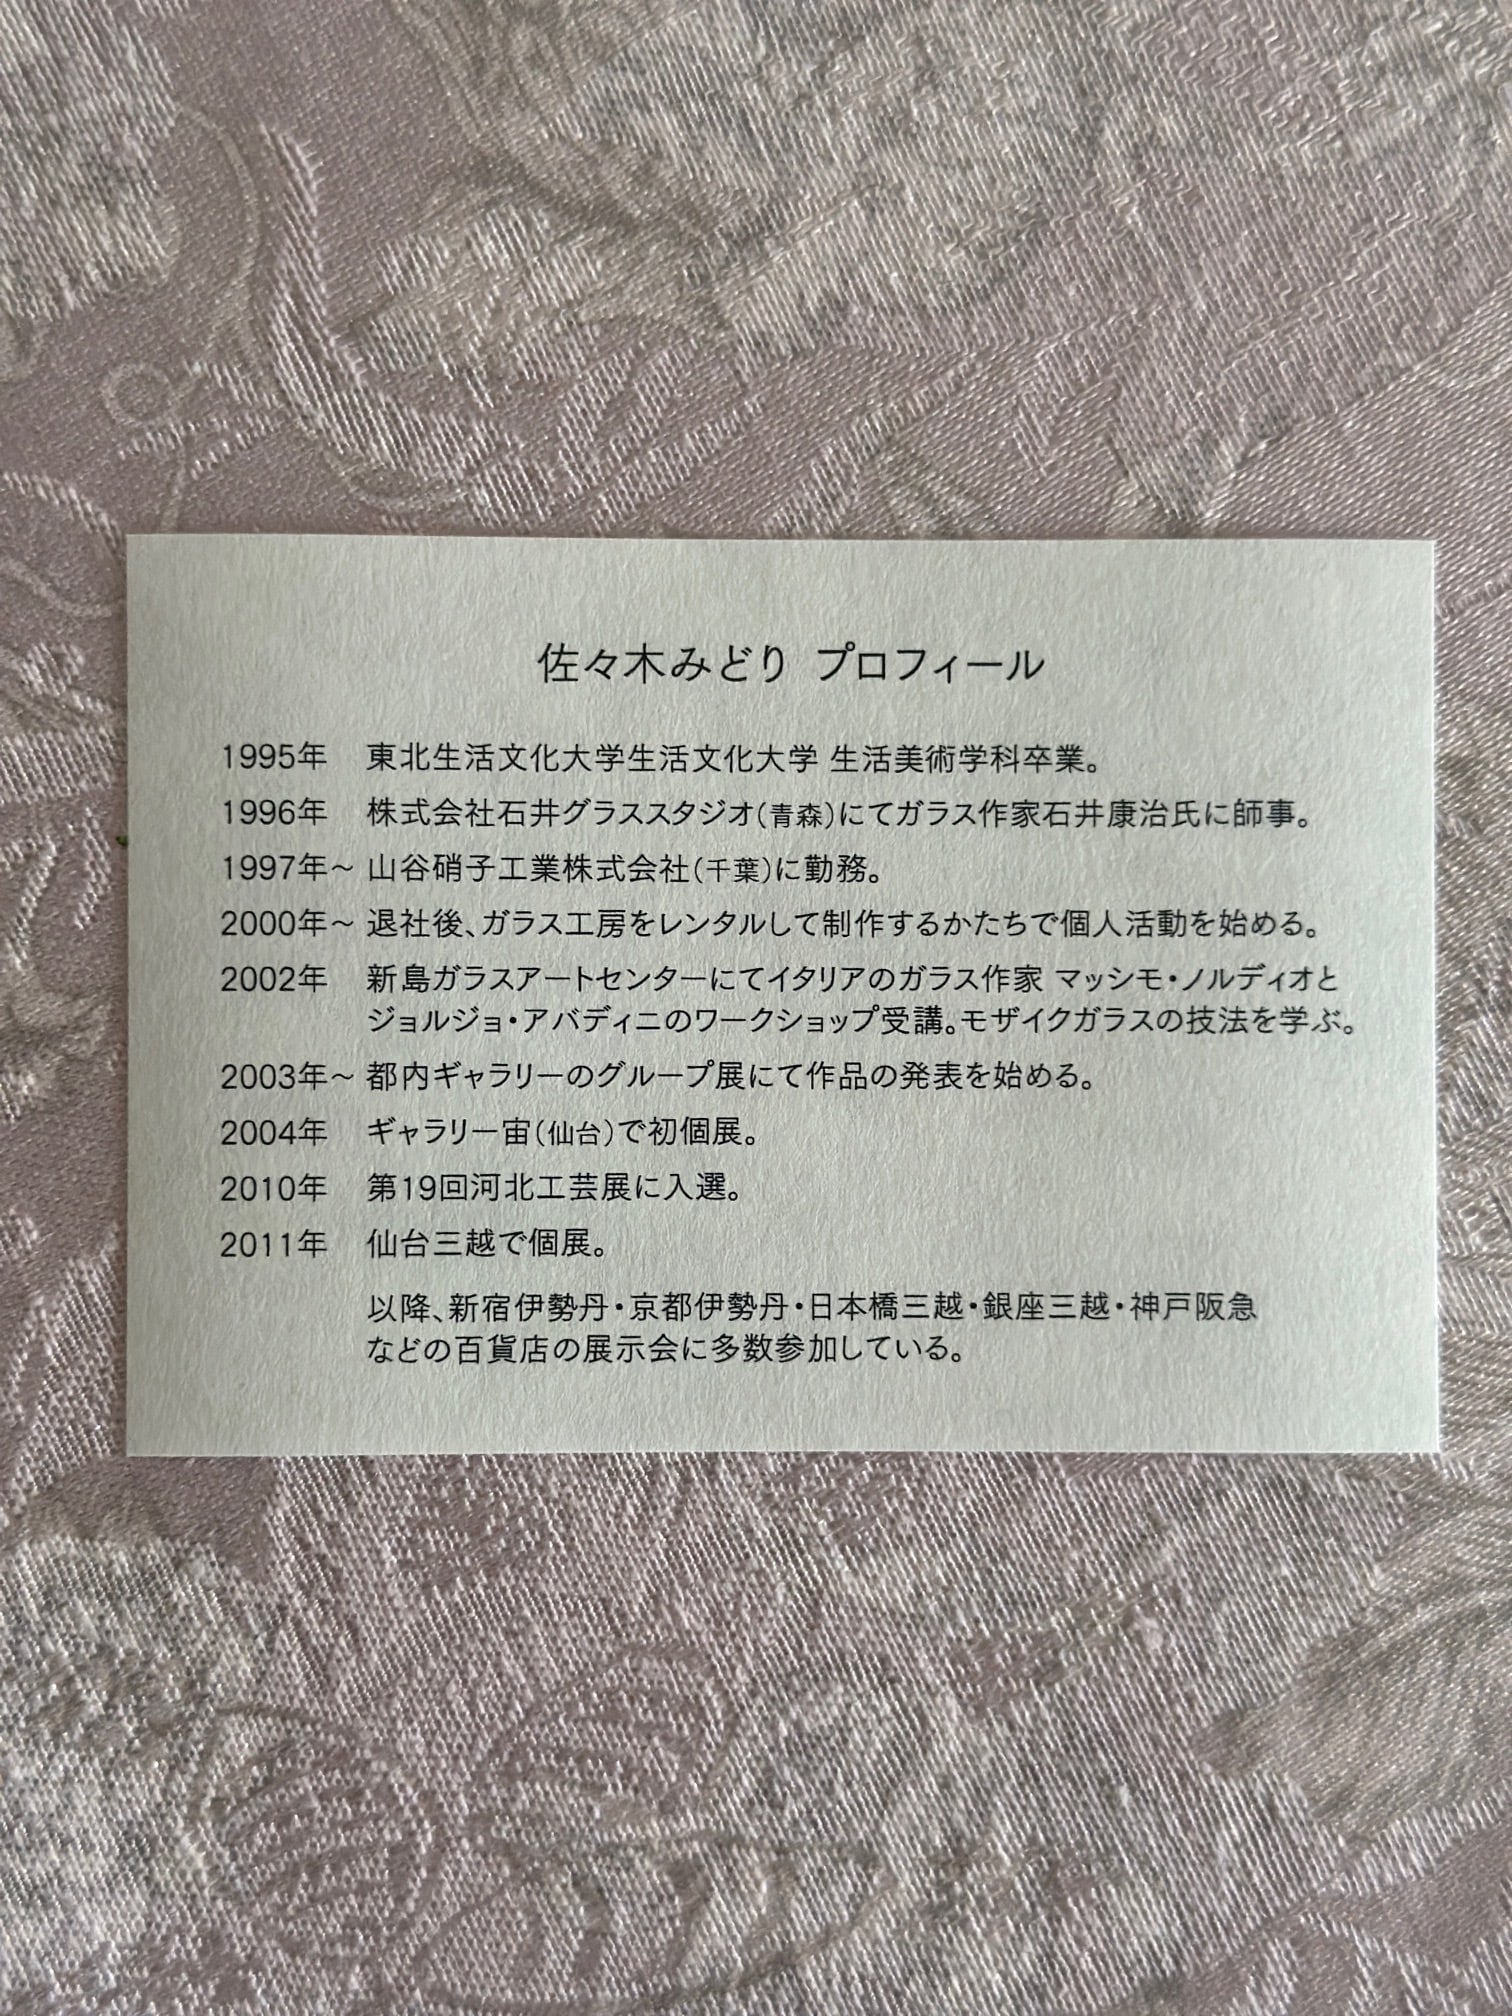 佐々木みどり プロフィール
1995年 東北生活文化大学生活文化大学 生活美術学科卒業。
1996年 株式会社石井グラススタジオ(青森)にてガラス作家石井康治氏に師事。
1997年～ 山谷硝子工業株式会社(千葉)に勤務。
2000年～ 退社後、ガラス工房をレンタルして制作するかたちで個人活動を始める。
2002年 新島ガラスアートセンターにてイタリアのガラス作家 マッシモ・ノルディオと
ジョルジョ・アバディニのワークショップ受講。モザイクガラスの技法を学ぶ。
2003年～ 都内ギャラリーのグループ展にて作品の発表を始める。
2004年 ギャラリー宙(仙台)で初個展。
2010年 第19回河北工芸展に入選。
2011年 仙台三越で個展。
以降、新宿伊勢丹・京都伊勢丹・日本橋三越・銀座三越・神戸阪急
などの百貨店の展示会に多数参加している。